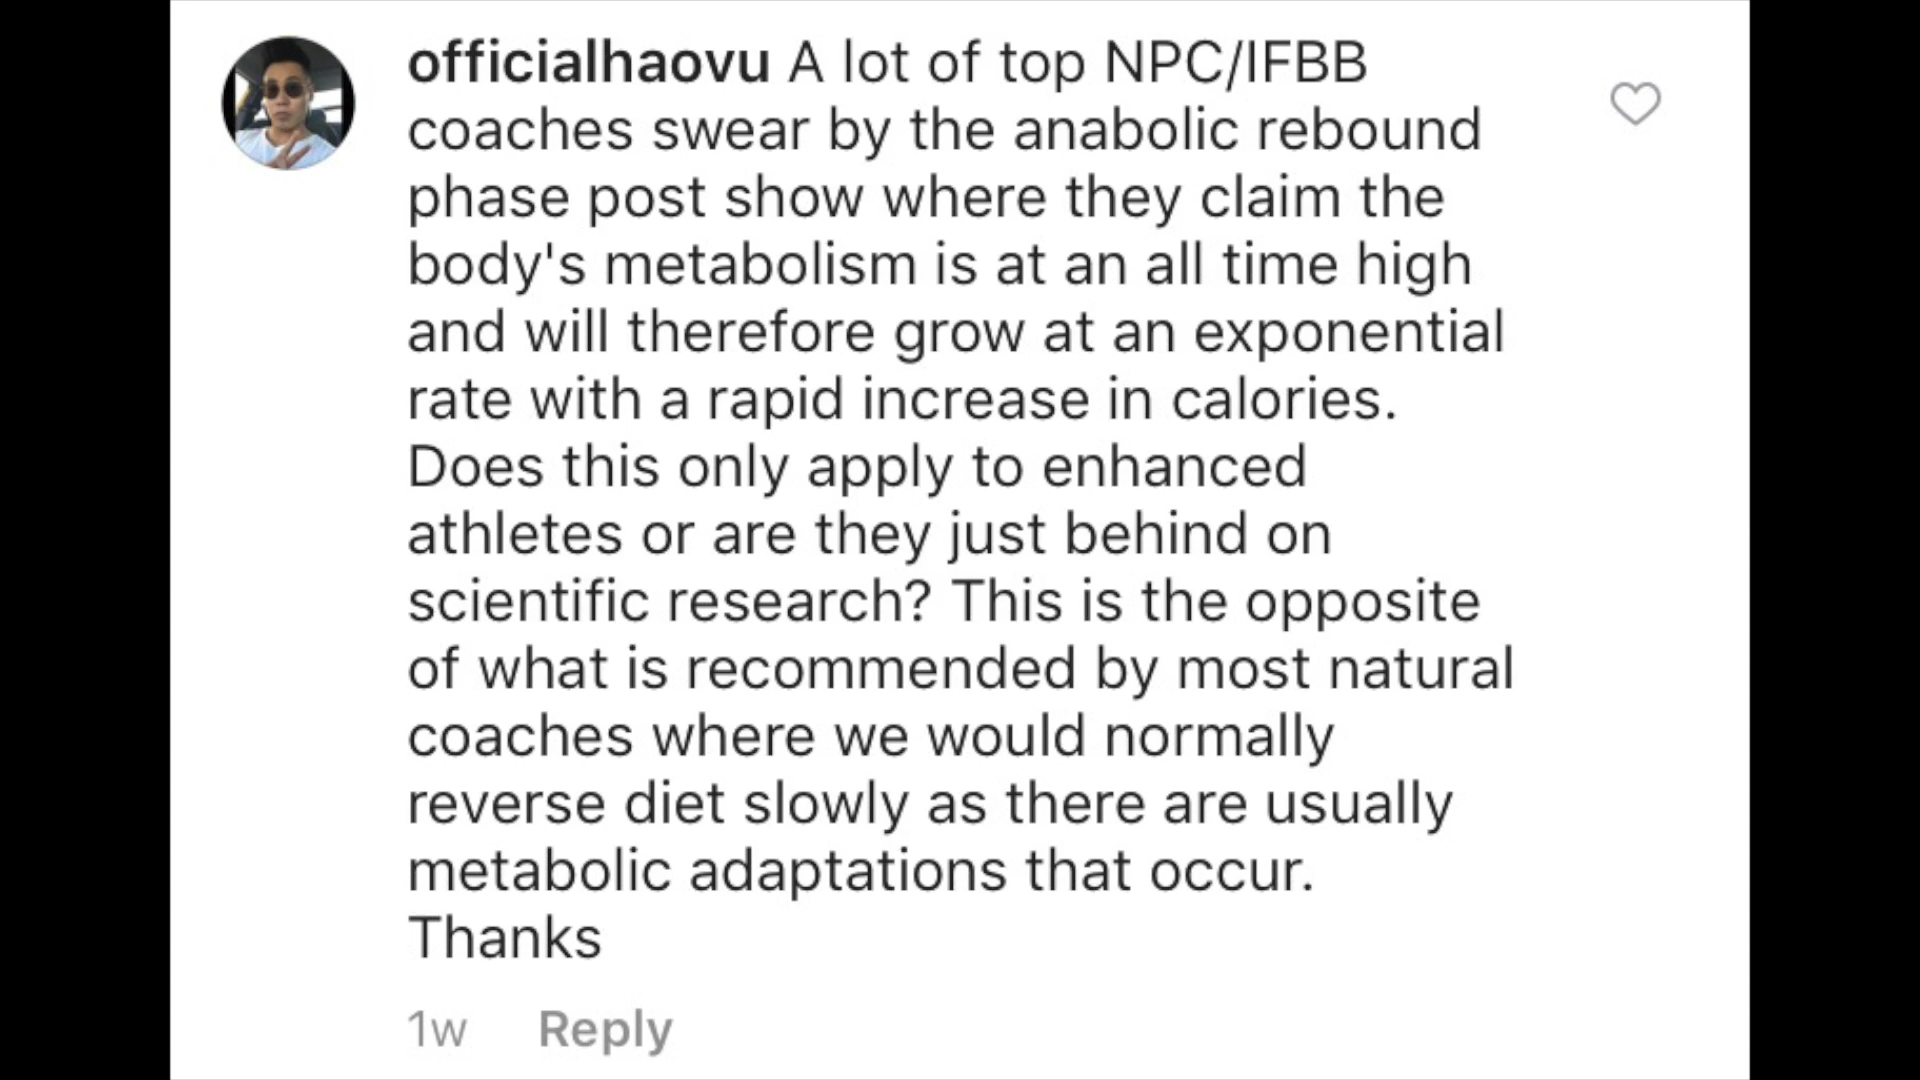 officialhaovu A lot of top NPC/IFBB
coaches swear by the anabolic rebound
phase post show where they claim the
body's metabolism is at an all time high
and will therefore grow at an exponential
rate with a rapid increase in calories.
Does this only apply to enhanced
athletes or are they just behind on
scientific research? This is the opposite
of what is recommended by most natural
coaches where we would normally
reverse diet slowly as there are usually
metabolic adaptations that occur.
Thanks
1w Reply